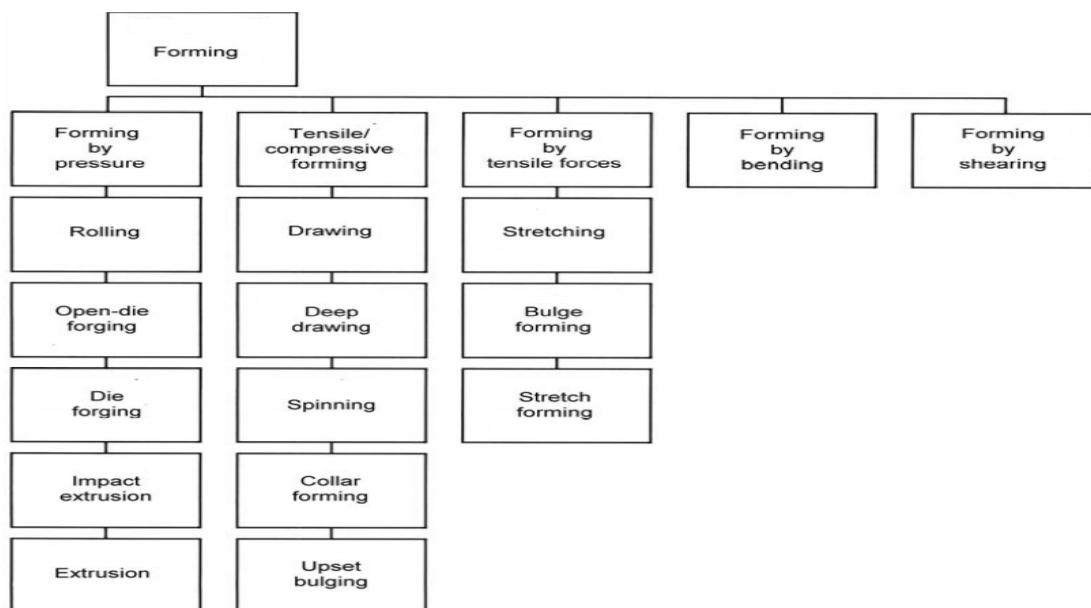 Forming
Forming
by
pressure
Tensile/
compressive
forming
Forming
by
tensile forces
Forming
by
bending
Forming
by
shearing
Rolling
Drawing
Stretching
Open-die
forging
Deep
drawing
Bulge
forming
Die
forging
Spinning
Stretch
forming
Impact
extrusion
Collar
forming
Extrusion
Upset
bulging